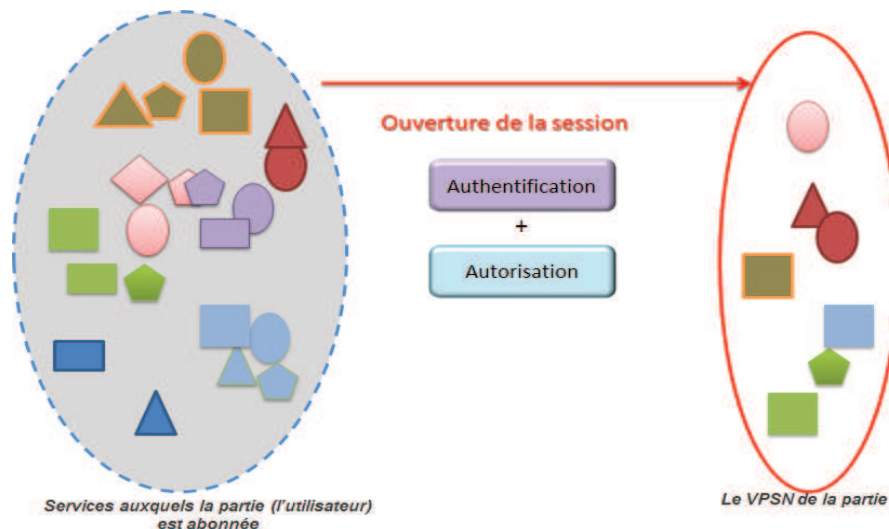 Ouverture de la session
Authentification
+
Autorisation
Services auxquels la partie (l'utilisateur)
est abonnée
Le VPSN de la partie